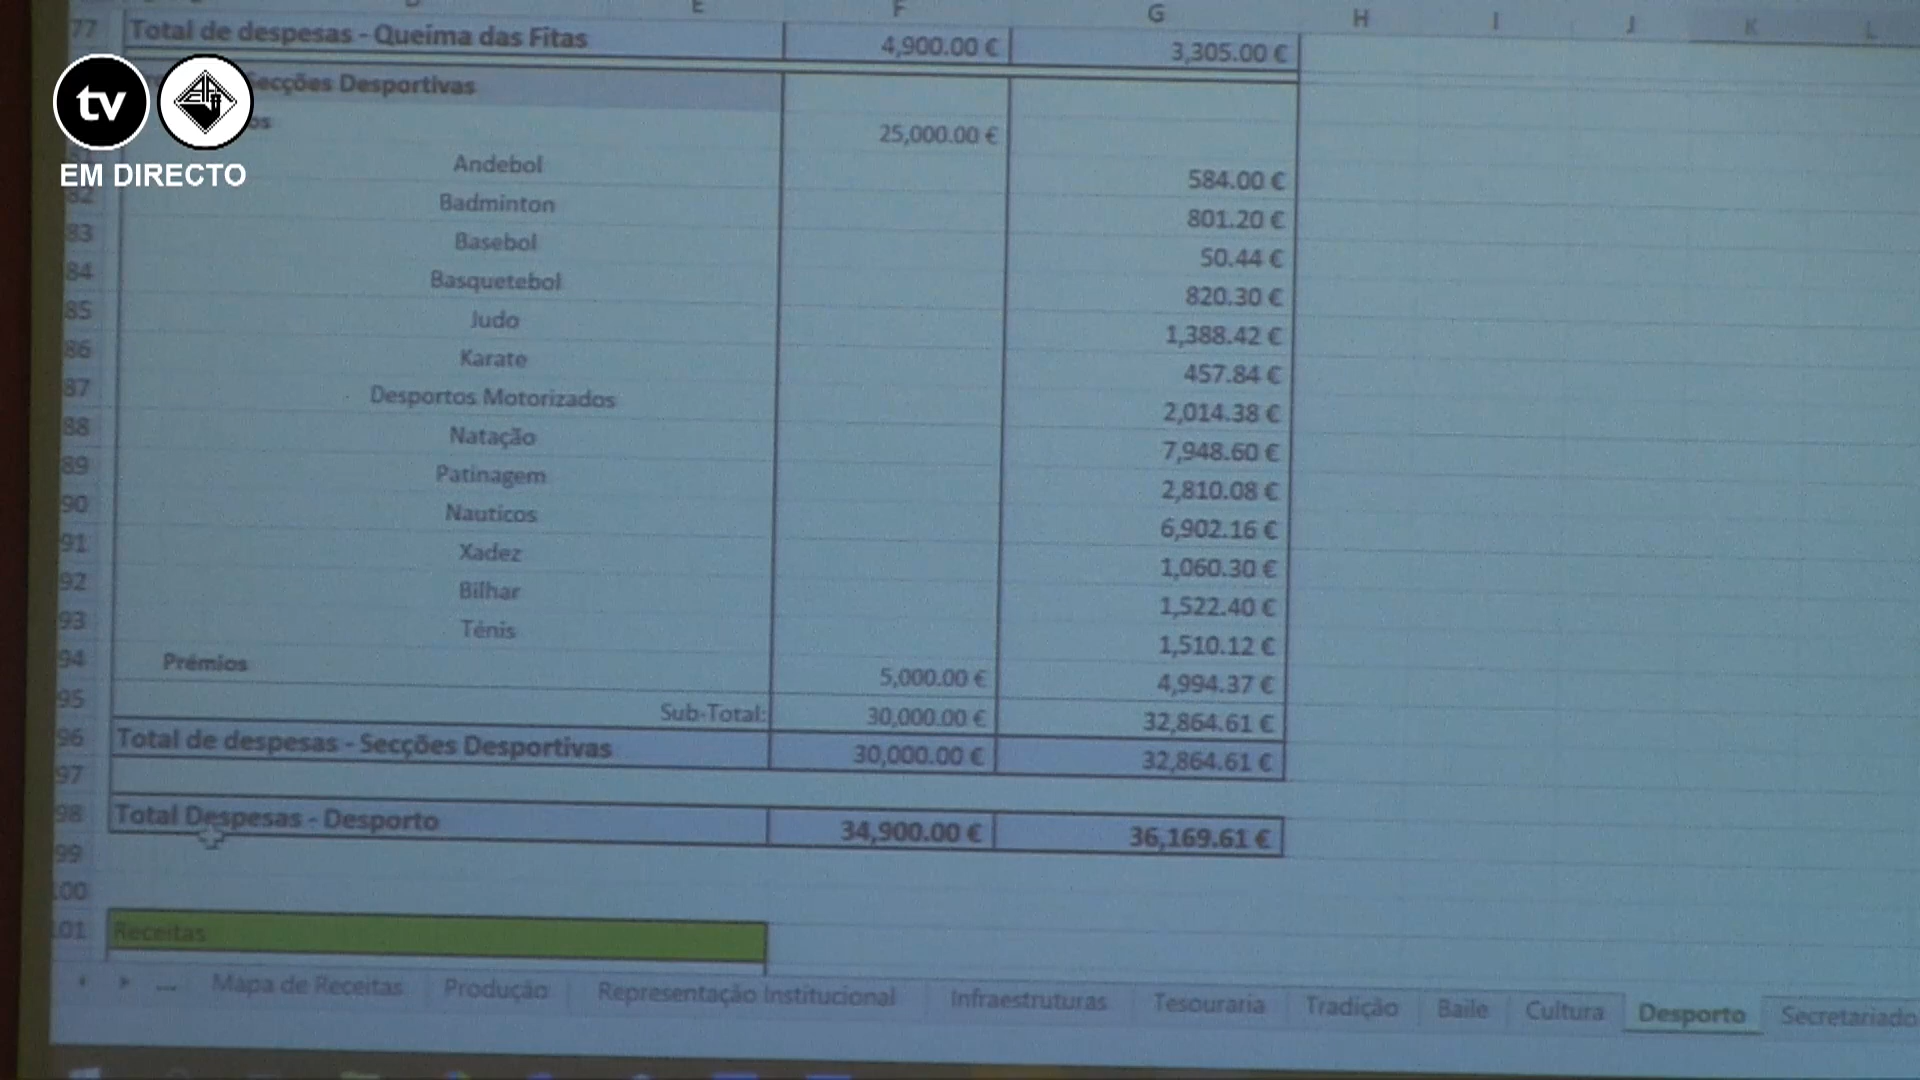 E F G H I J K L
77 Total de despesas - Queima das Fitas 4,900.00 € 3,305.00 €
Secções Desportivas
25,000.00 €
Andebol 584.00 €
82 Badminton 801.20 €
83 Basebol 50.44 €
84 Basquetebol 820.30 €
85 Judo 1,388.42 €
86 Karate 457.84 €
87 Desportos Motorizados 2,014.38 €
88 Natação 7,948.60 €
89 Patinagem 2,810.08 €
90 Nauticos 6,902.16 €
91 Xadez 1,060.30 €
92 Bilhar 1,522.40 €
93 Ténis 1,510.12 €
94 Prémios 5,000.00 € 4,994.37 €
95 Sub-Total: 30,000.00 € 32,864.61 €
96 Total de despesas - Secções Desportivas 30,000.00 € 32,864.61 €
97
98 Total Despesas - Desporto 34,900.00 € 36,169.61 €
99
100
101 Receitas
... Mapa de Receitas Produção Representação Institucional Infraestruturas Tesouraria Tradição Baile Cultura Desporto Secretariado
tv
EM DIRECTO